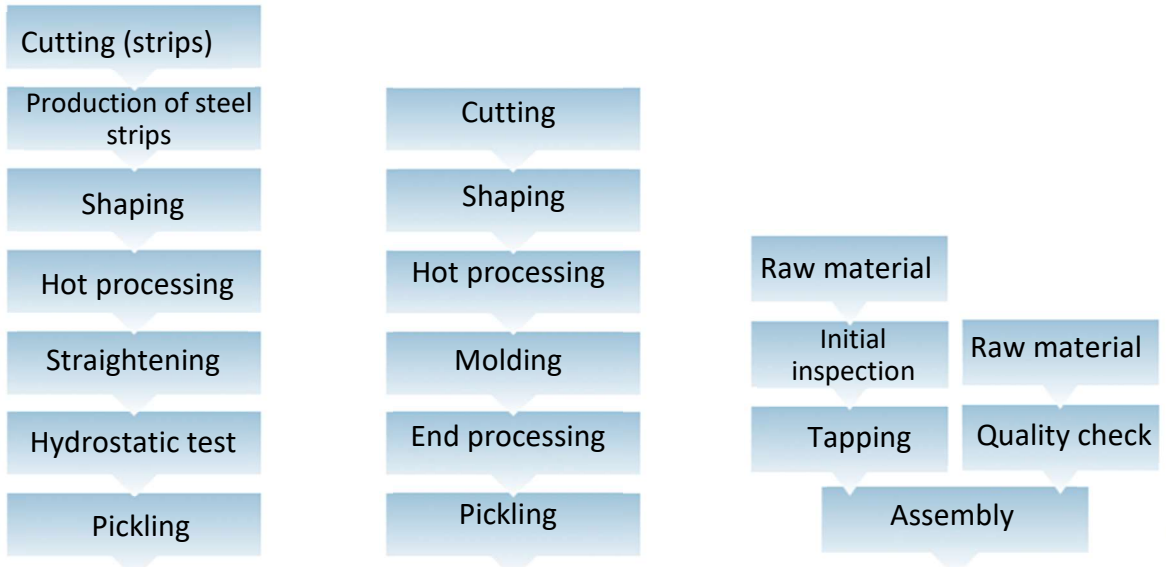 Cutting (strips)
Production of steel
strips
Shaping
Hot processing
Straightening
Hydrostatic test
Pickling
Cutting
Shaping
Hot processing
Molding
End processing
Pickling
Raw material
Initial
inspection
Tapping
Raw material
Quality check
Assembly